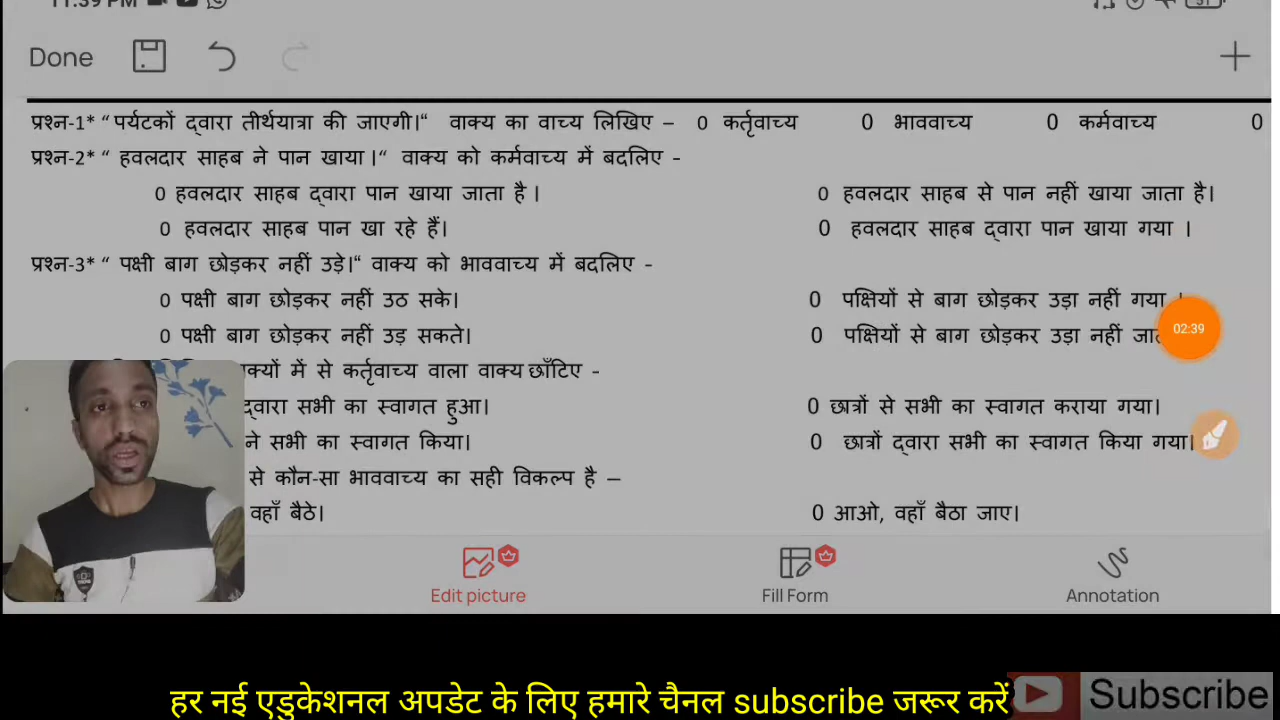 11:39 PM
51
Done
प्रश्न-1* “ पर्यटकों द्वारा तीर्थयात्रा की जाएगी।“ वाक्य का वाच्य लिखिए – 0 कर्तृवाच्य 0 भाववाच्य 0 कर्मवाच्य 0
प्रश्न-2* “ हवलदार साहब ने पान खाया ।“ वाक्य को कर्मवाच्य में बदलिए -
0 हवलदार साहब द्वारा पान खाया जाता है । 0 हवलदार साहब से पान नहीं खाया जाता है।
0 हवलदार साहब पान खा रहे हैं। 0 हवलदार साहब द्वारा पान खाया गया ।
प्रश्न-3* “ पक्षी बाग छोड़कर नहीं उड़े।“ वाक्य को भाववाच्य में बदलिए -
0 पक्षी बाग छोड़कर नहीं उठ सके। 0 पक्षियों से बाग छोड़कर उड़ा नहीं गया ।
0 पक्षी बाग छोड़कर नहीं उड़ सकते। 0 पक्षियों से बाग छोड़कर उड़ा नहीं
02:39
में से कर्तृवाच्य वाला वाक्य छाँटिए -
द्वारा सभी का स्वागत हुआ। 0 छात्रों से सभी का स्वागत कराया गया।
ने सभी का स्वागत किया। 0 छात्रों द्वारा सभी का स्वागत किया गया।
से कौन-सा भाववाच्य का सही विकल्प है –
वहाँ बैठे। 0 आओ, वहाँ बैठा जाए।
Edit picture Fill Form Annotation
हर नई एडुकेशनल अपडेट के लिए हमारे चैनल subscribe जरूर करें Subscribe